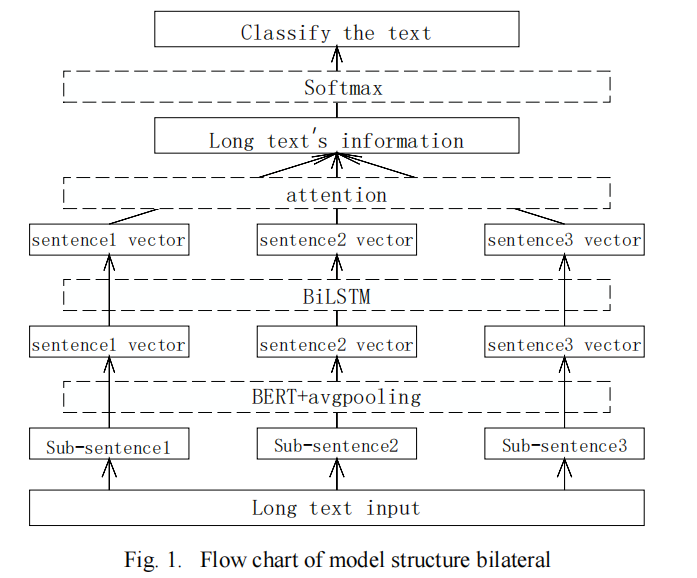 Classify the text
Softmax
Long text's information
attention
sentence1 vector sentence2 vector sentence3 vector
BiLSTM
sentence1 vector sentence2 vector sentence3 vector
BERT+avgpooling
Sub-sentence1 Sub-sentence2 Sub-sentence3
Long text input
Fig. 1. Flow chart of model structure bilateral